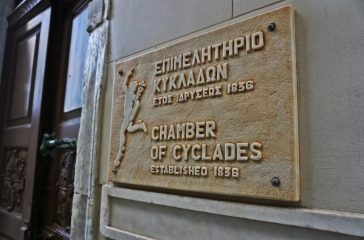 ΕΠΙΜΕΛΗΤΗΡΙΟ
ΚΥΚΛΑΔΩΝ
ΕΤΟΣ ΙΔΡΥΣΕΩΣ 1836
CHAMBER
OF CYCLADES
ESTABLISHED 1836